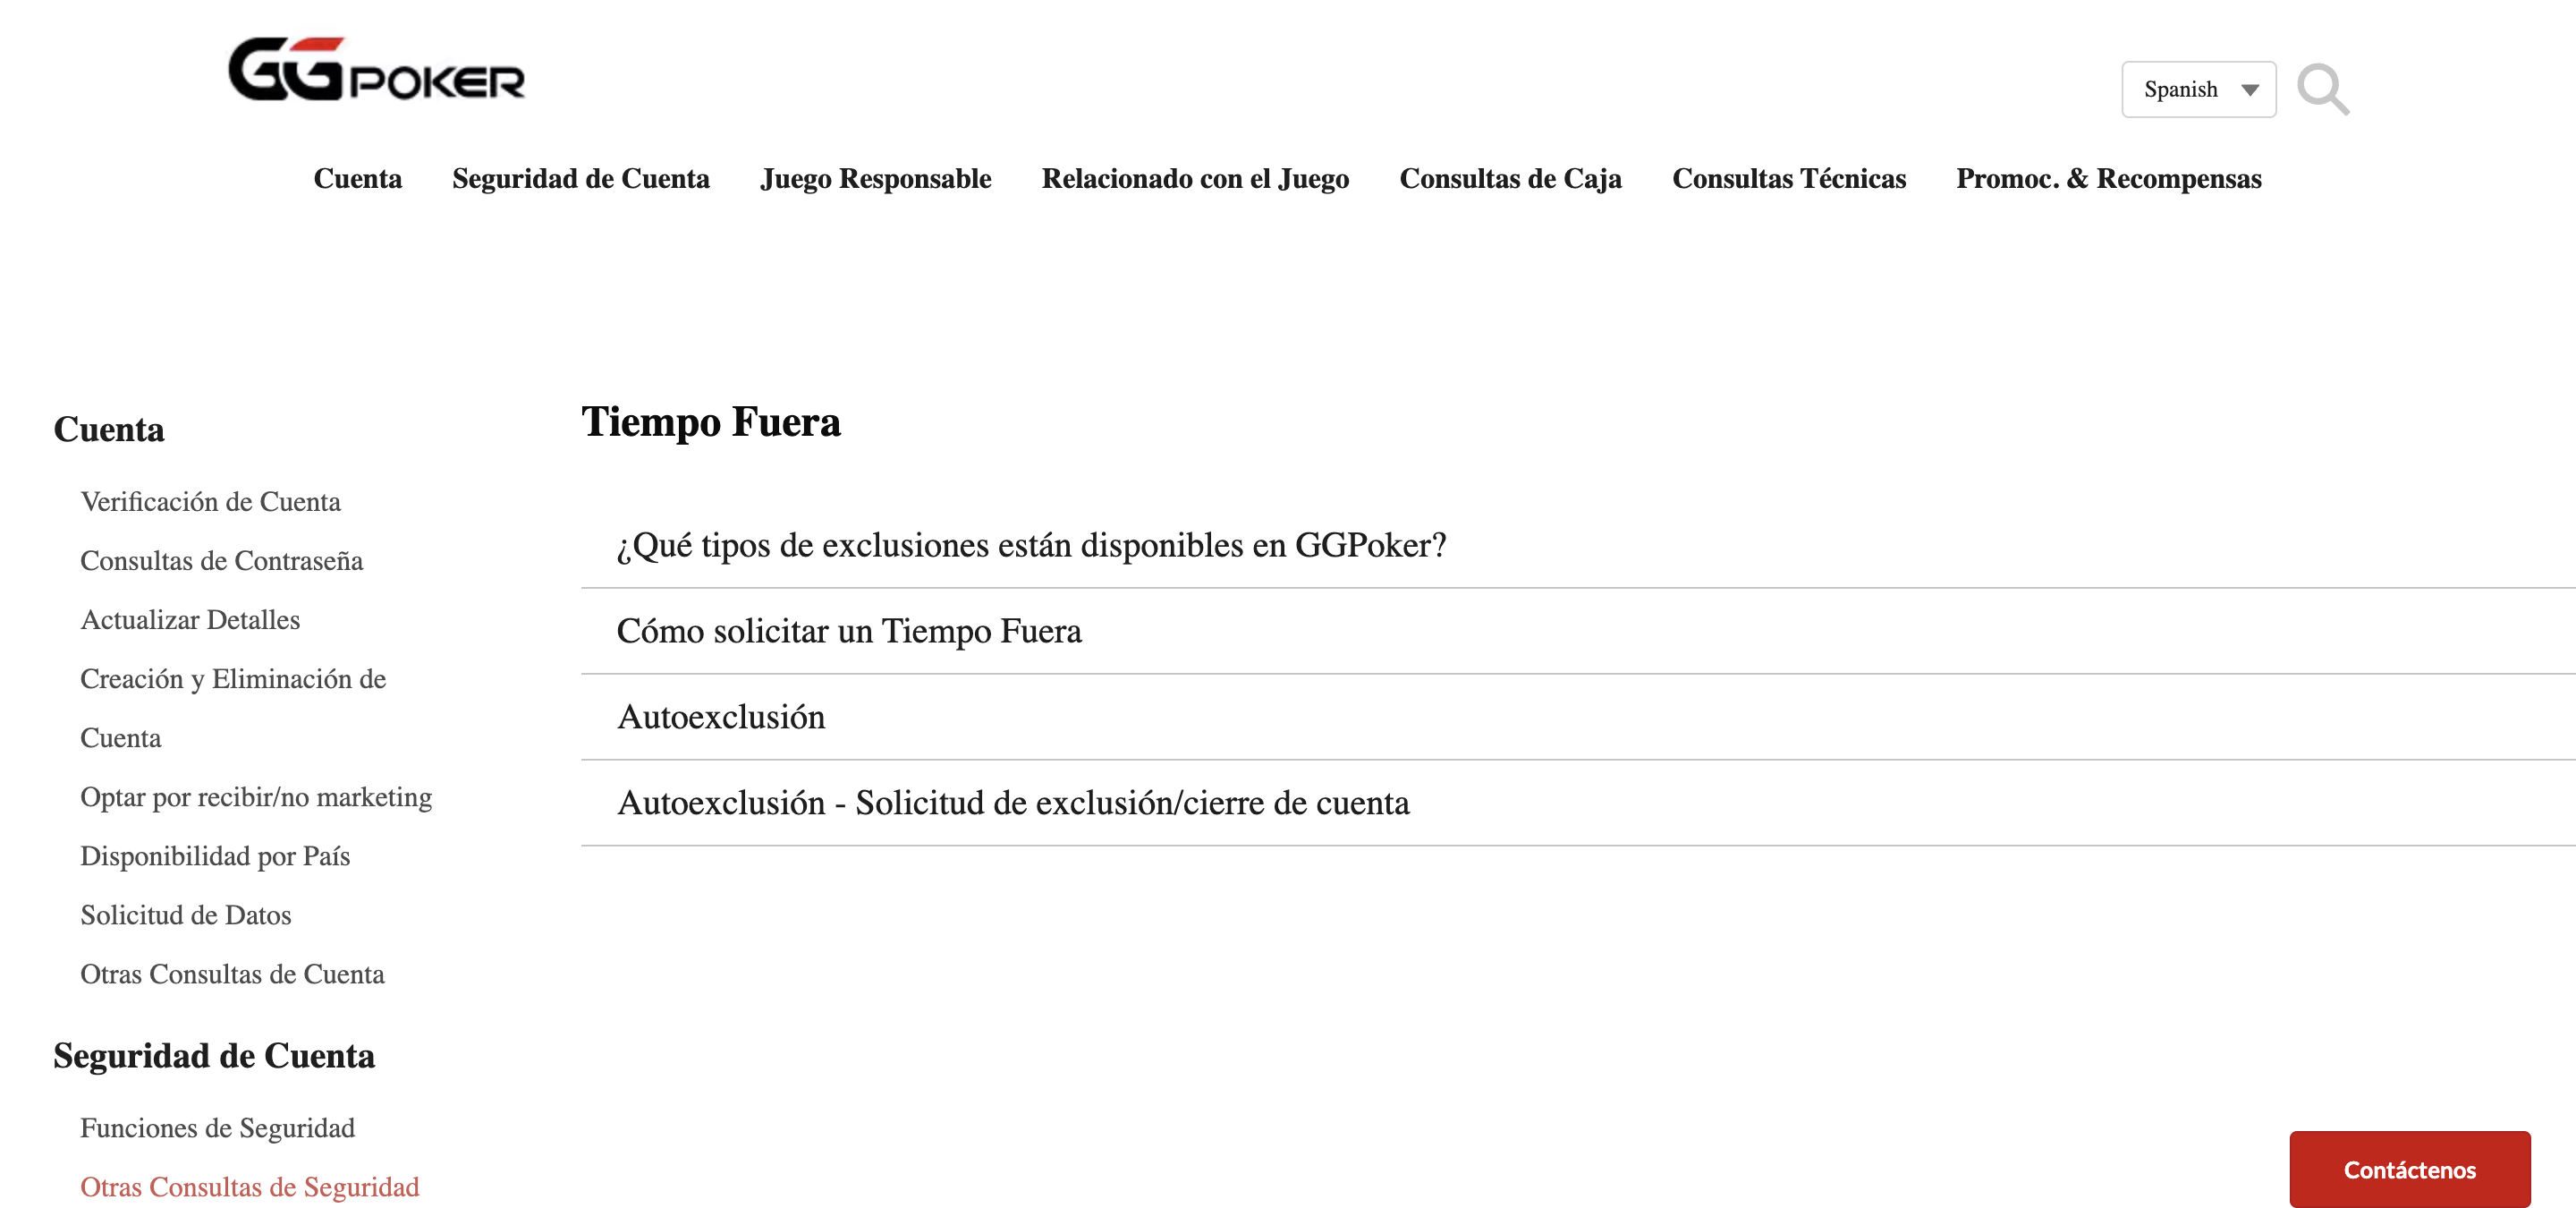 GGPOKER
Spanish
Cuenta Seguridad de Cuenta Juego Responsable Relacionado con el Juego Consultas de Caja Consultas Técnicas Promoc. & Recompensas
Cuenta
Verificación de Cuenta
Consultas de Contraseña
Actualizar Detalles
Creación y Eliminación de
Cuenta
Optar por recibir/no marketing
Disponibilidad por País
Solicitud de Datos
Otras Consultas de Cuenta
Seguridad de Cuenta
Funciones de Seguridad
Otras Consultas de Seguridad
Tiempo Fuera
¿Qué tipos de exclusiones están disponibles en GGPoker?
Cómo solicitar un Tiempo Fuera
Autoexclusión
Autoexclusión - Solicitud de exclusión/cierre de cuenta
Contáctenos